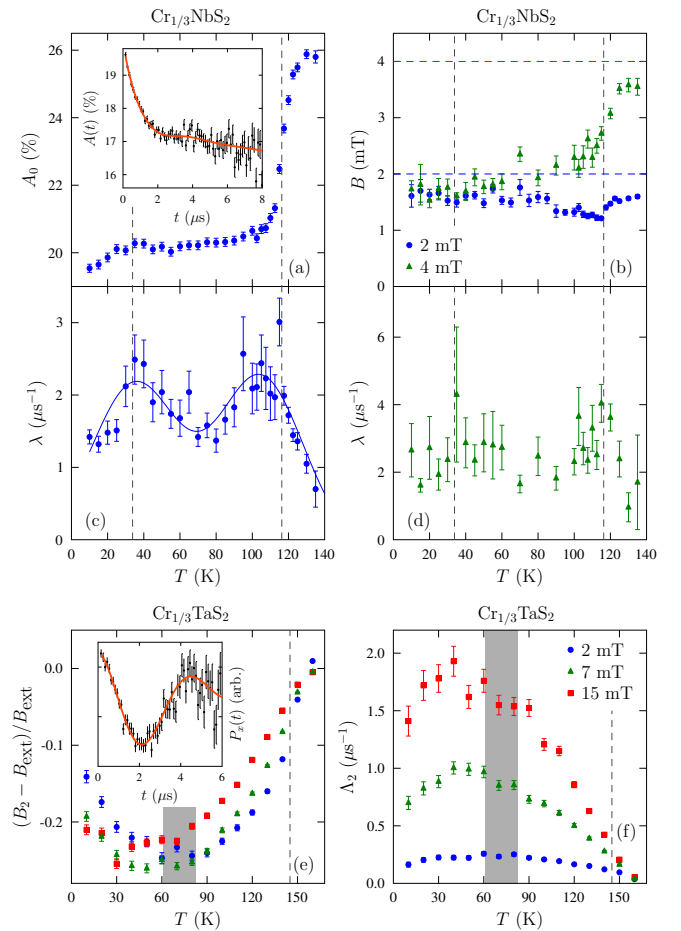 Cr1/3NbS2 Cr1/3NbS2
26
25
24
23
22
21
20
A0 (%)
19
18
17
16
A(t) (%)
0 2 4 6 8
t (μs)
(a)
5
4
3
2
1
0
B (mT)
2 mT
4 mT
(b)
3
2
1
0
λ (μs⁻¹)
(c)
0 20 40 60 80 100 120 140
T (K)
6
4
2
0
λ (μs⁻¹)
(d)
0 20 40 60 80 100 120 140
T (K)
Cr1/3TaS2 Cr1/3TaS2
0.0
-0.1
-0.2
(B2 − Bext)/Bext
Px(t) (arb.)
0 2 4 6
t (μs)
(e)
0 30 60 90 120 150
T (K)
2.0
1.5
1.0
0.5
0.0
Λ2 (μs⁻¹)
2 mT
7 mT
15 mT
(f)
0 30 60 90 120 150
T (K)